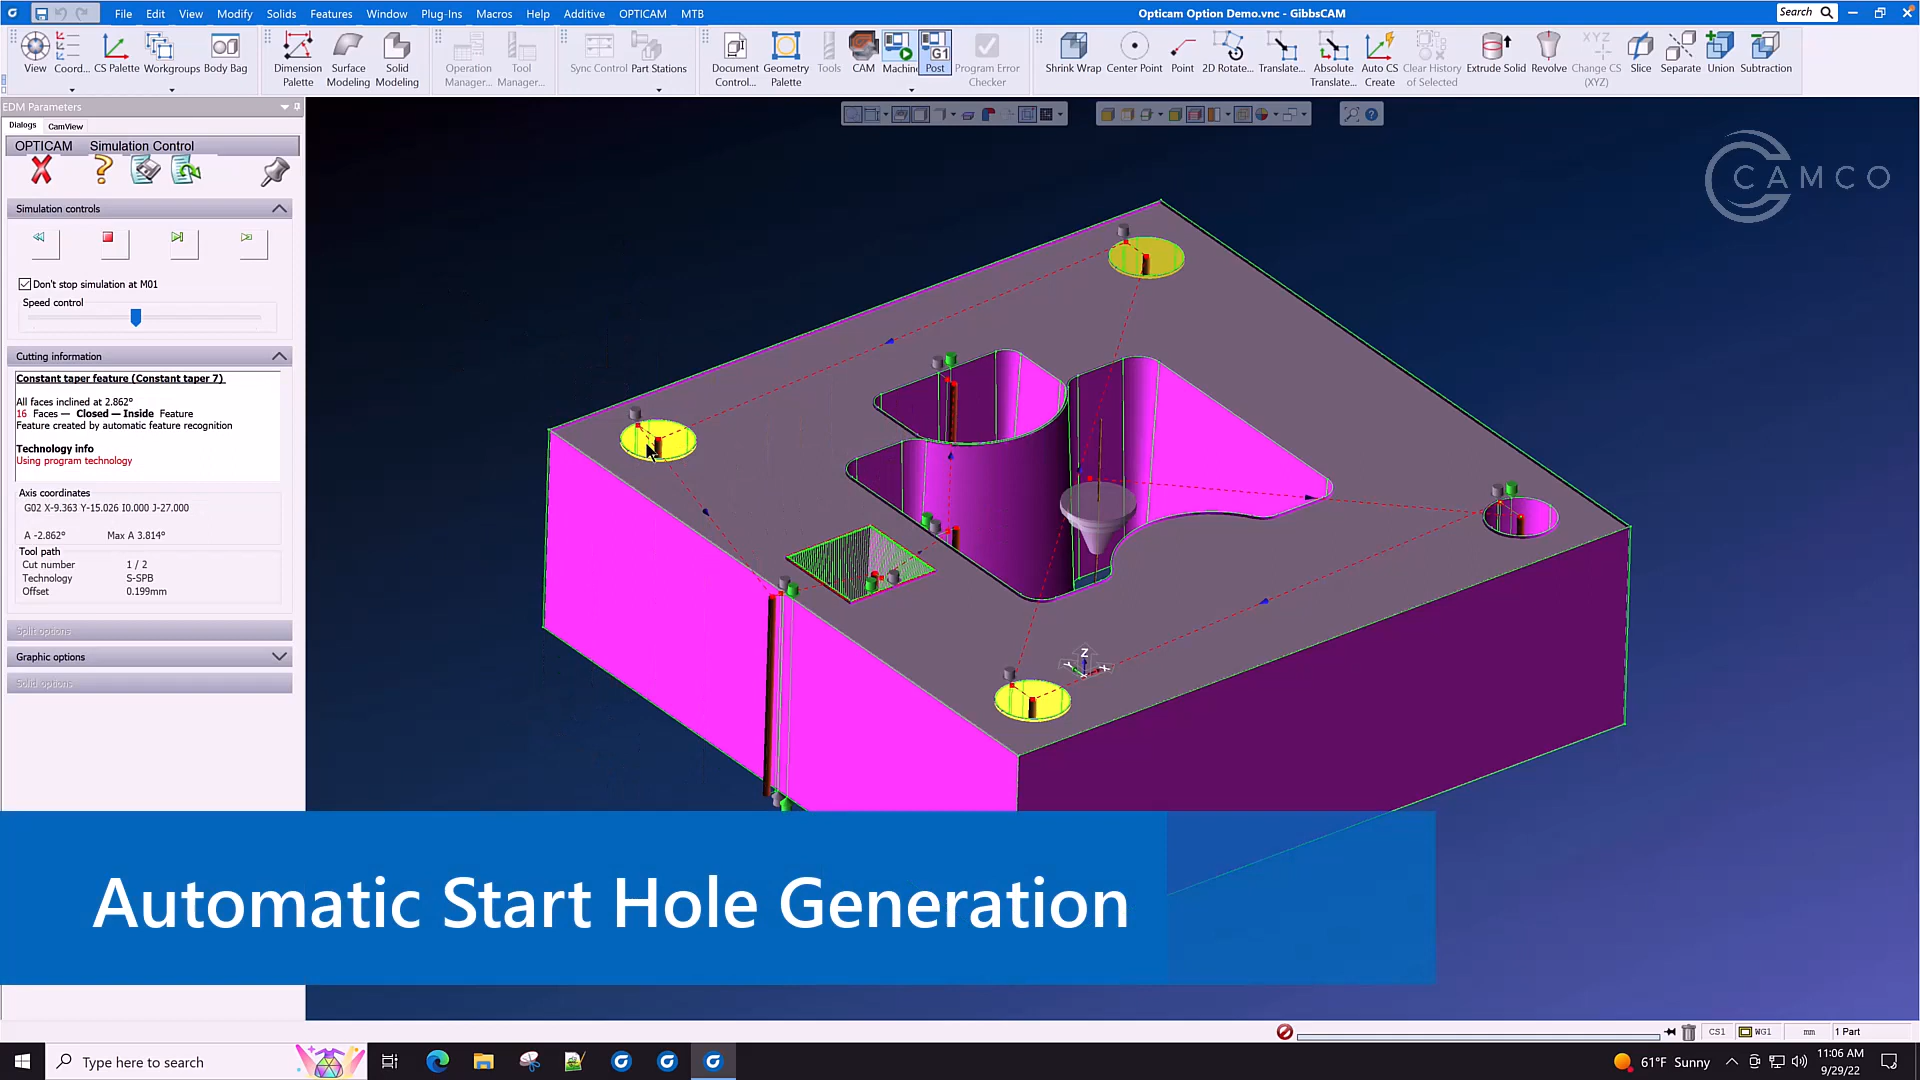 File Edit View Modify Solids Features Window Plug-Ins Macros Help Additive OPTICAM MTB
Opticam Option Demo.vnc - GibbsCAM
Search
View Coord... CS Palette Workgroups Body Bag
Dimension Palette
Surface Modeling
Solid Modeling
Operation Manager...
Tool Manager...
Sync Control
Part Stations
Document Control...
Geometry Palette
Tools
CAM
Machin
Post
G1
Program Error Checker
Shrink Wrap
Center Point
Point
2D Rotate...
Translate...
Absolute Translate...
Auto CS Create
Clear History of Selected
Extrude Solid
Revolve
XYZ
Change CS (XYZ)
Slice
Separate
Union
Subtraction
EDM Parameters
Dialogs CamView
OPTICAM Simulation Control
Simulation controls
Don't stop simulation at M01
Speed control
Cutting information
Constant taper feature (Constant taper 7)
All faces inclined at 2.862°
16 Faces — Closed — Inside Feature
Feature created by automatic feature recognition
Technology info
Using program technology
Axis coordinates
G02 X-9.363 Y-15.026 I0.000 J-27.000
A -2.862° Max A 3.814°
Tool path
Cut number 1 / 2
Technology S-SPB
Offset 0.199mm
Split options
Graphic options
Solid options
CAMCO
Z
Y
X
Automatic Start Hole Generation
CS1 WG1 mm 1 Part
Type here to search
61°F Sunny
11:06 AM
9/29/22